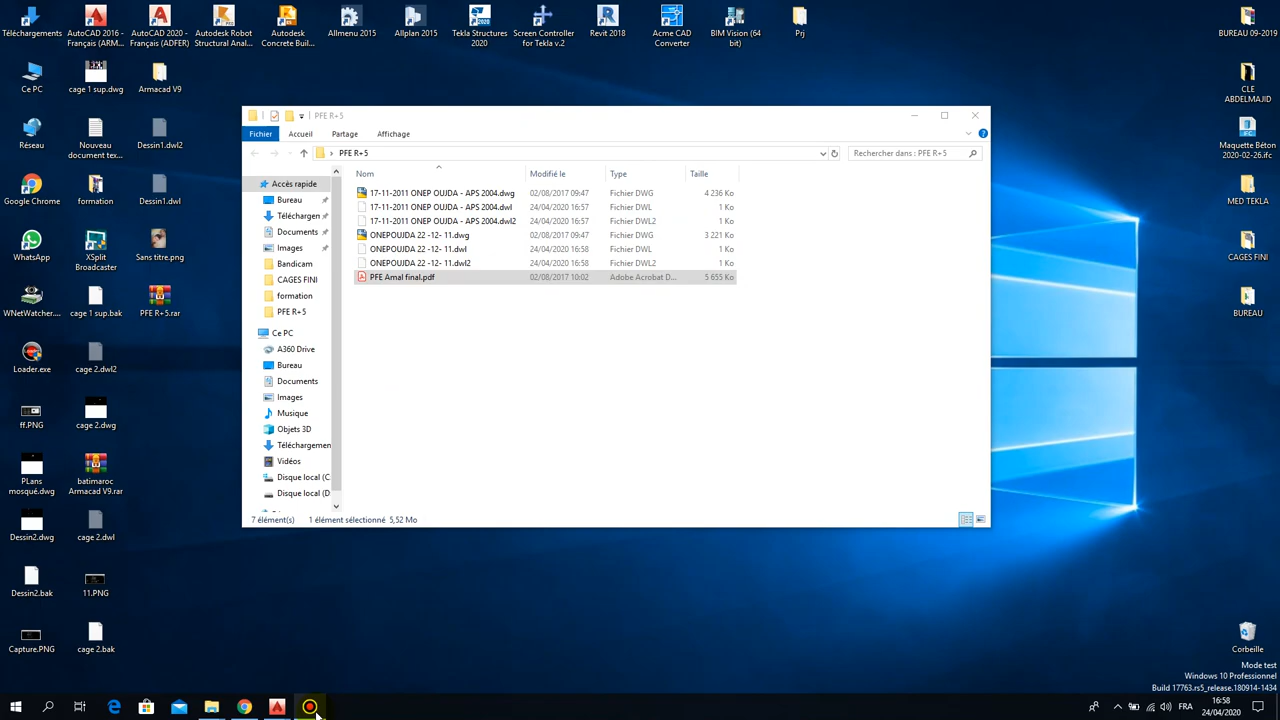 Téléchargements
AutoCAD 2016 - Français (ARM...
AutoCAD 2020 - Français (ADFER)
Autodesk Robot Structural Anal...
Autodesk Concrete Buil...
Allmenu 2015
Allplan 2015
Tekla Structures 2020
Screen Controller for Tekla v.2
Revit 2018
Acme CAD Converter
BIM Vision (64 bit)
Prj
BUREAU 09-2019
Ce PC
cage 1 sup.dwg
Armacad V9
CLE ABDELMAJID
Réseau
Nouveau document tex...
Dessin1.dwl2
Maquette Béton 2020-02-26.ifc
Google Chrome
formation
Dessin1.dwl
MED TEKLA
WhatsApp
XSplit Broadcaster
Sans titre.png
CAGES FINI
WNetWatcher....
cage 1 sup.bak
PFE R+5.rar
BUREAU
Loader.exe
cage 2.dwl2
ff.PNG
cage 2.dwg
PLans mosqué.dwg
batimaroc Armacad V9.rar
Dessin2.dwg
cage 2.dwl
Dessin2.bak
11.PNG
Capture.PNG
cage 2.bak
Corbeille
PFE R+5
Fichier
Accueil
Partage
Affichage
PFE R+5
Rechercher dans : PFE R+5
Nom
Modifié le
Type
Taille
17-11-2011 ONEP OUJDA - APS 2004.dwg 02/08/2017 09:47 Fichier DWG 4 236 Ko
17-11-2011 ONEP OUJDA - APS 2004.dwl 24/04/2020 16:57 Fichier DWL 1 Ko
17-11-2011 ONEP OUJDA - APS 2004.dwl2 24/04/2020 16:57 Fichier DWL2 1 Ko
ONEPOUJDA 22 -12- 11.dwg 02/08/2017 09:47 Fichier DWG 3 221 Ko
ONEPOUJDA 22 -12- 11.dwl 24/04/2020 16:58 Fichier DWL 1 Ko
ONEPOUJDA 22 -12- 11.dwl2 24/04/2020 16:58 Fichier DWL2 1 Ko
PFE Amal final.pdf 02/08/2017 10:02 Adobe Acrobat D... 5 655 Ko
Accès rapide
Bureau
Téléchargen
Documents
Images
Bandicam
CAGES FINI
formation
PFE R+5
Ce PC
A360 Drive
Bureau
Documents
Images
Musique
Objets 3D
Téléchargemen
Vidéos
Disque local (C
Disque local (D
7 élément(s)
1 élément sélectionné 5,52 Mo
Mode test
Windows 10 Professionnel
Build 17763.rs5_release.180914-1434
FRA
16:58
24/04/2020